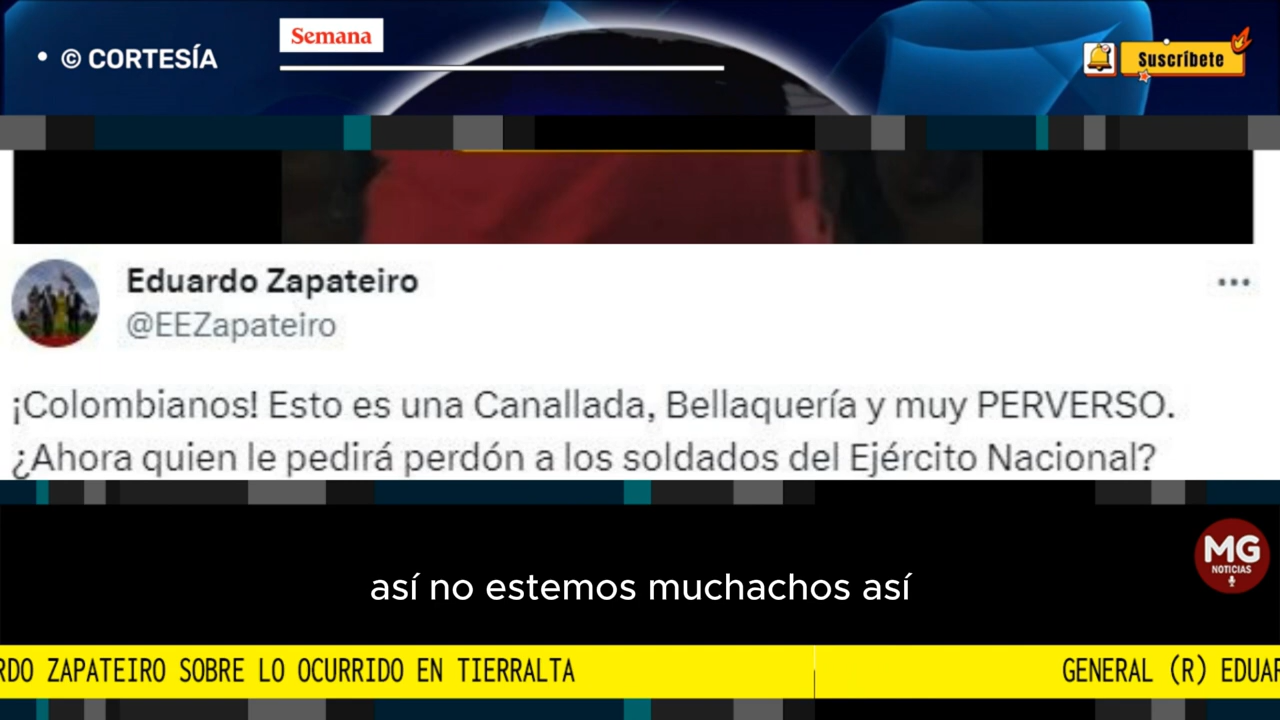 • © CORTESÍA
Semana
Suscríbete
Eduardo Zapateiro
@EEZapateiro
¡Colombianos! Esto es una Canallada, Bellaquería y muy PERVERSO.
¿Ahora quien le pedirá perdón a los soldados del Ejército Nacional?
MG
NOTICIAS
así no estemos muchachos así
RDO ZAPATEIRO SOBRE LO OCURRIDO EN TIERRALTA
GENERAL (R) EDUAR